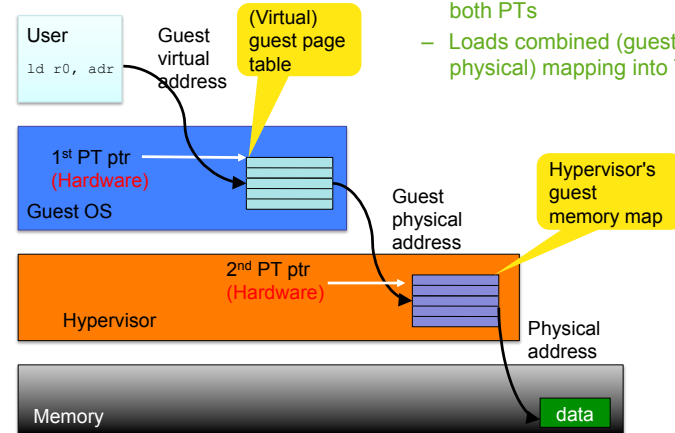 both PTs
– Loads combined (guest
physical) mapping into
User
ld r0, adr
Guest
virtual
address
(Virtual)
guest page
table
1st PT ptr
(Hardware)
Guest OS
Guest
physical
address
Hypervisor's
guest
memory map
2nd PT ptr
(Hardware)
Hypervisor
Physical
address
Memory
data